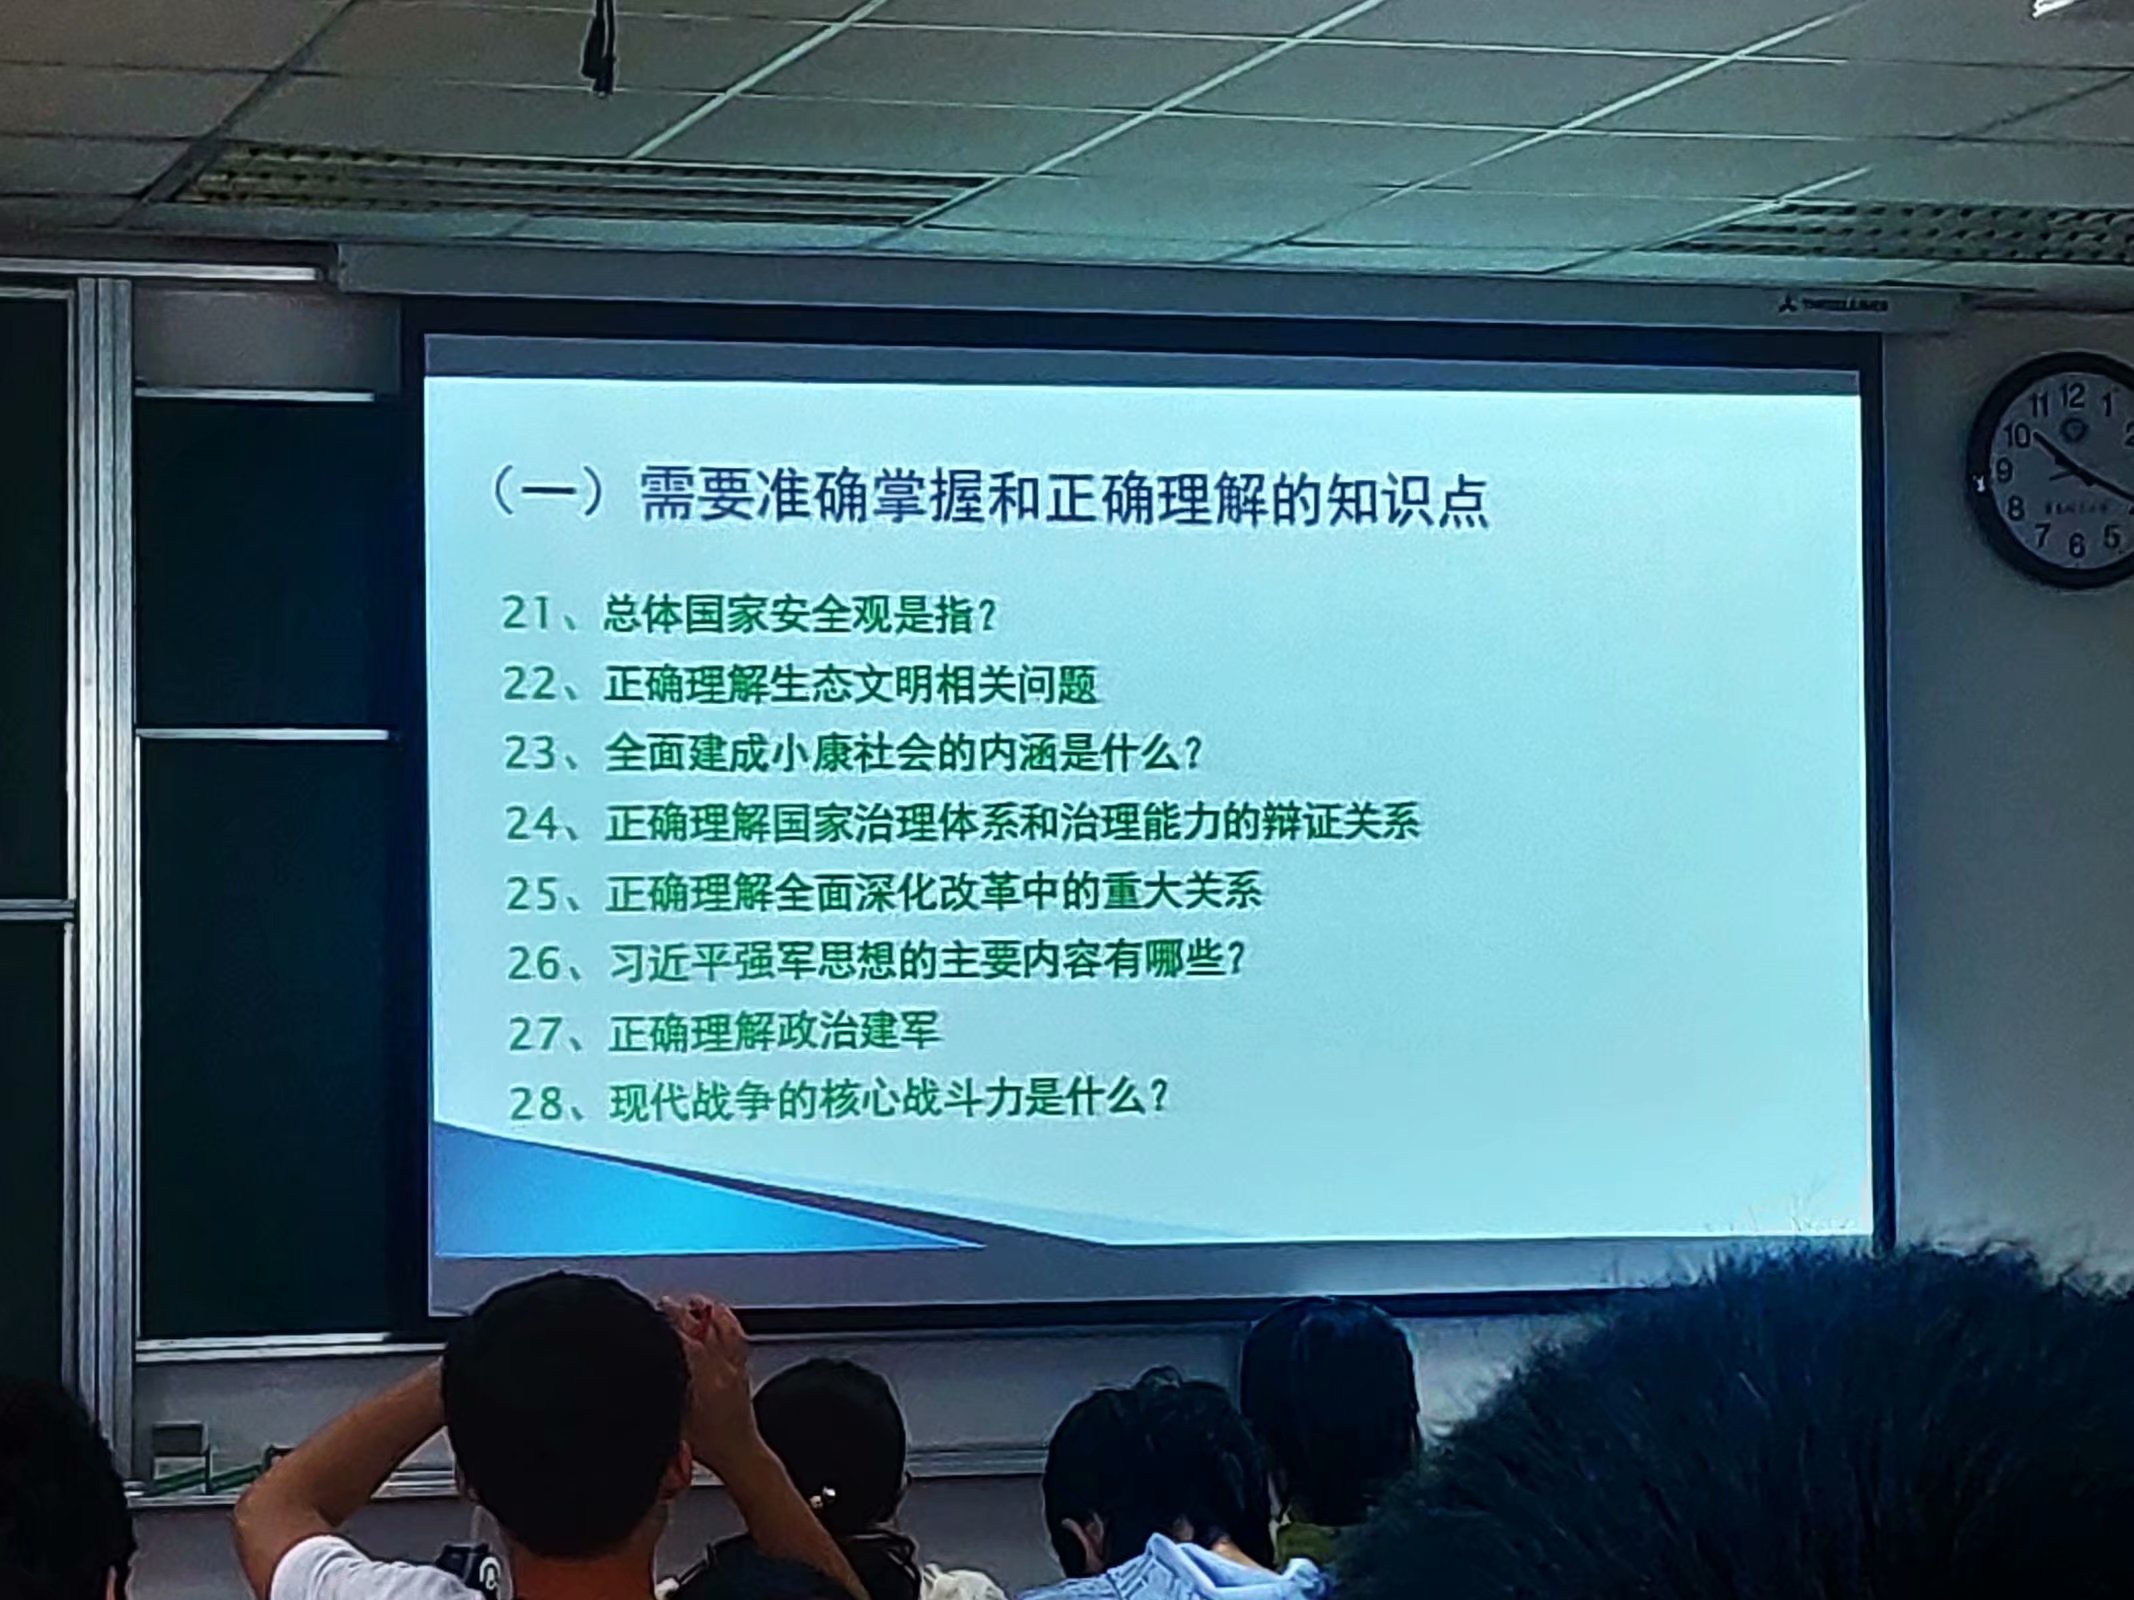 （一）需要准确掌握和正确理解的知识点
21、总体国家安全观是指？
22、正确理解生态文明相关问题
23、全面建成小康社会的内涵是什么？
24、正确理解国家治理体系和治理能力的辩证关系
25、正确理解全面深化改革中的重大关系
26、习近平强军思想的主要内容有哪些？
27、正确理解政治建军
28、现代战争的核心战斗力是什么？
11 12 1
10 2
9
8
7 6 5